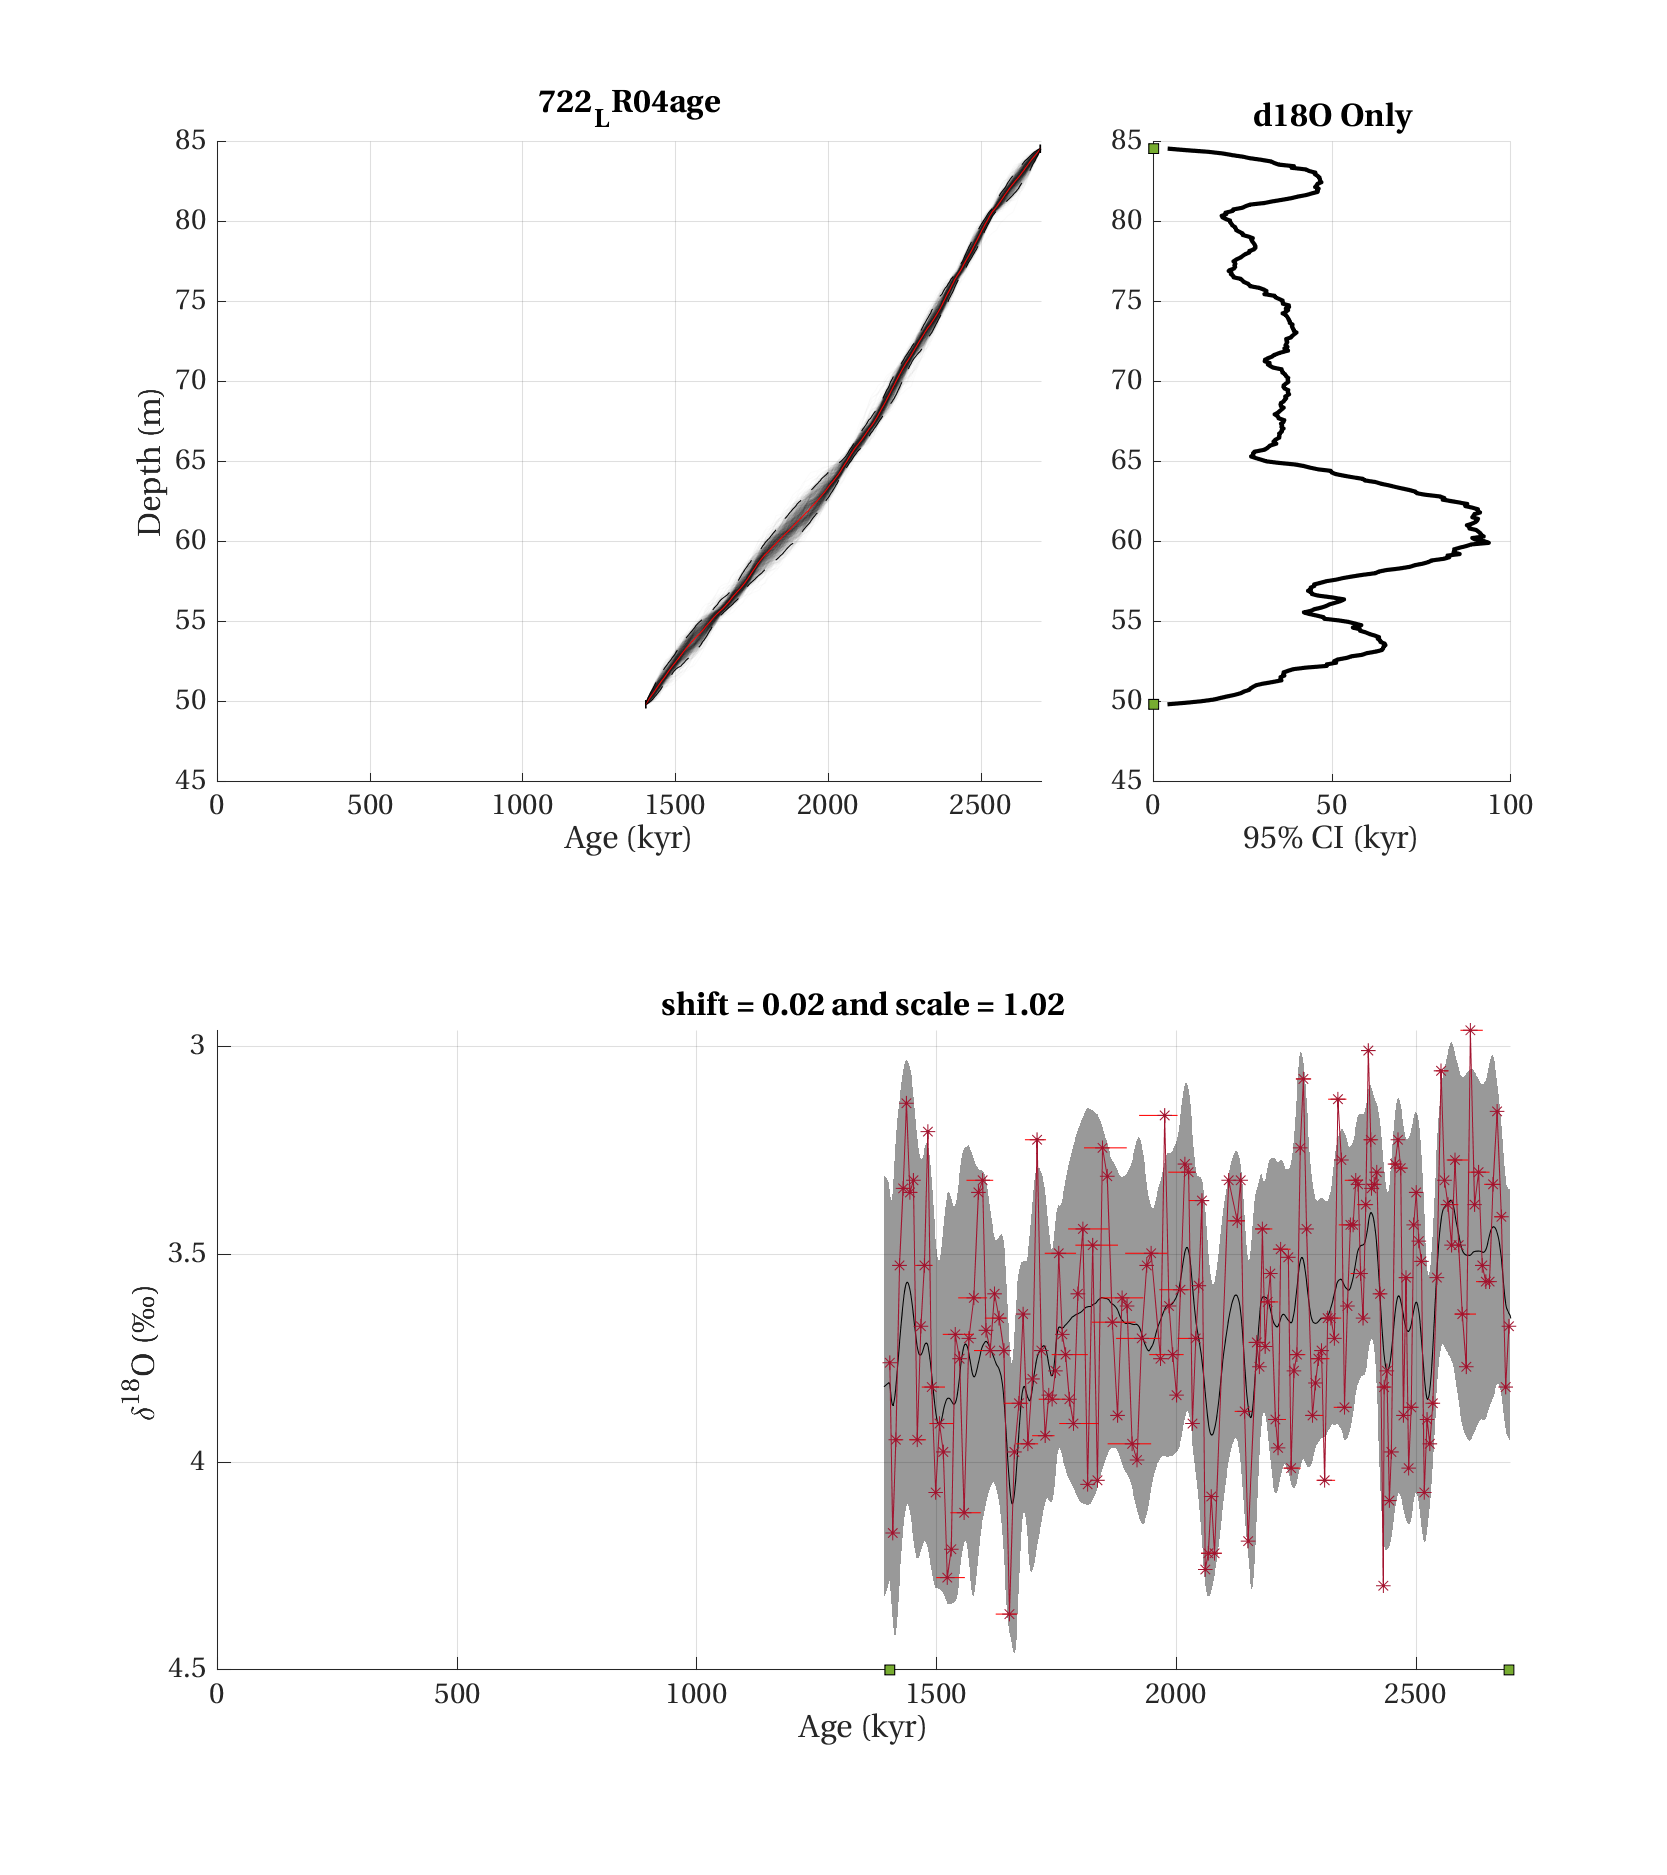 722_LR04age
85
80
75
70
65
60
55
50
45
Depth (m)
0 500 1000 1500 2000 2500
Age (kyr)
d18O Only
85
80
75
70
65
60
55
50
45
0 50 100
95% CI (kyr)
shift = 0.02 and scale = 1.02
3
3.5
4
4.5
δ¹⁸O (‰)
0 500 1000 1500 2000 2500
Age (kyr)